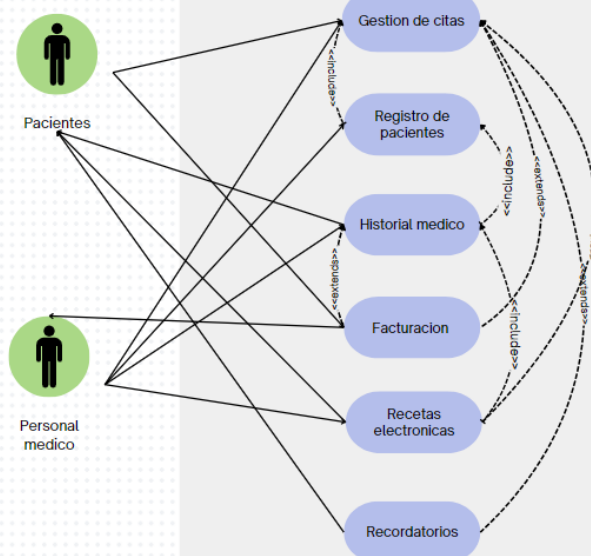 Gestion de citas
<<include>>
Pacientes
Registro de
pacientes
<<include>>
<<extends>>
Historial medico
<<extends>>
<<extends>>
Facturacion
<<include>>
Personal
medico
Recetas
electronicas
Recordatorios